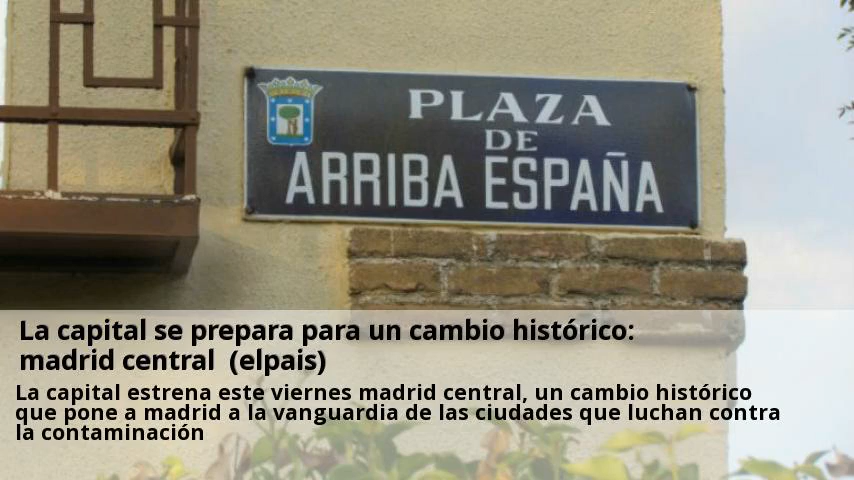 PLAZA
DE
ARRIBA ESPAÑA
La capital se prepara para un cambio histórico:
madrid central (elpais)
La capital estrena este viernes madrid central, un cambio histórico
que pone a madrid a la vanguardia de las ciudades que luchan contra
la contaminación